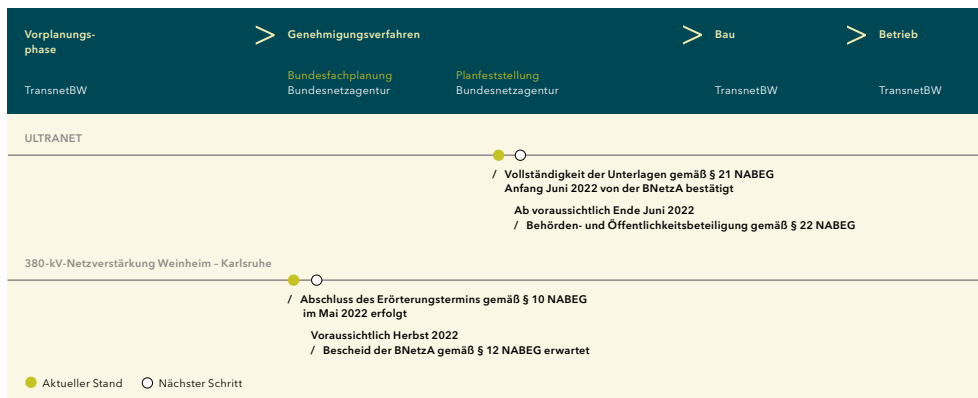 Vorplanungs-
phase
> Genehmigungsverfahren
> Bau
> Betrieb
Bundesfachplanung
Planfeststellung
TransnetBW
Bundesnetzagentur
Bundesnetzagentur
TransnetBW
TransnetBW
ULTRANET
/ Vollständigkeit der Unterlagen gemäß § 21 NABEG
Anfang Juni 2022 von der BNetzA bestätigt
Ab voraussichtlich Ende Juni 2022
/ Behörden- und Öffentlichkeitsbeteiligung gemäß § 22 NABEG
380-kV-Netzverstärkung Weinheim – Karlsruhe
/ Abschluss des Erörterungstermins gemäß § 10 NABEG
im Mai 2022 erfolgt
Voraussichtlich Herbst 2022
/ Bescheid der BNetzA gemäß § 12 NABEG erwartet
Aktueller Stand
Nächster Schritt